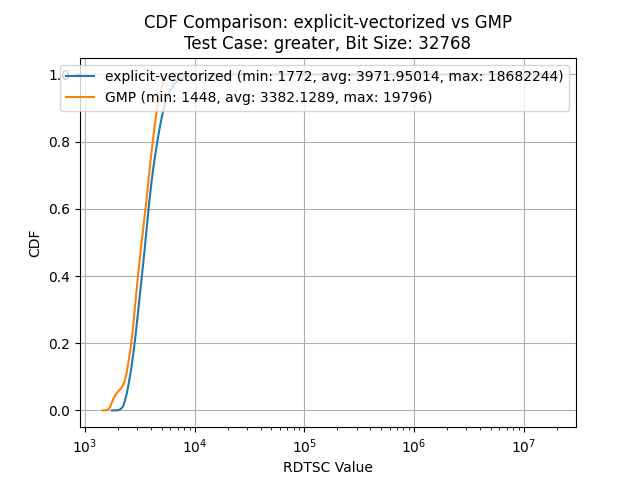 CDF Comparison: explicit-vectorized vs GMP
Test Case: greater, Bit Size: 32768
explicit-vectorized (min: 1772, avg: 3971.95014, max: 18682244)
GMP (min: 1448, avg: 3382.1289, max: 19796)
1.0
0.8
0.6
0.4
0.2
0.0
CDF
10³
10⁴
10⁵
10⁶
10⁷
RDTSC Value